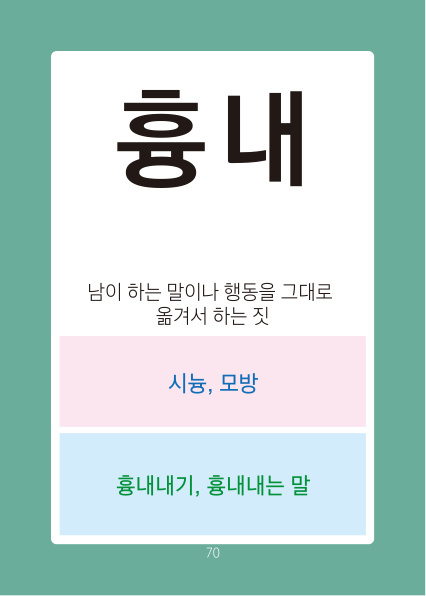 흉내
남이 하는 말이나 행동을 그대로
옮겨서 하는 짓
시늉, 모방
흉내내기, 흉내내는 말
70